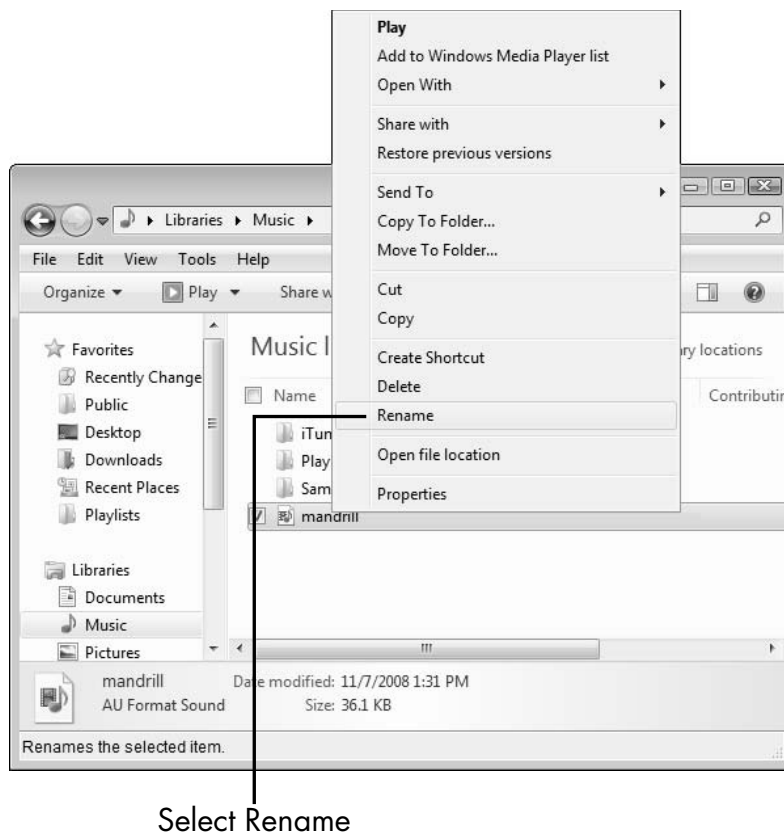 Play
Add to Windows Media Player list
Open With
Share with
Restore previous versions
Send To
Copy To Folder...
Move To Folder...
Cut
Copy
Create Shortcut
Delete
Rename
Open file location
Properties
Libraries Music
File Edit View Tools Help
Organize Play Share w
Favorites
Recently Change
Public
Desktop
Downloads
Recent Places
Playlists
Libraries
Documents
Music
Pictures
Music l
ry locations
Name Contributin
iTun
Play
Sam
mandrill
mandrill Date modified: 11/7/2008 1:31 PM
AU Format Sound Size: 36.1 KB
Renames the selected item.
Select Rename